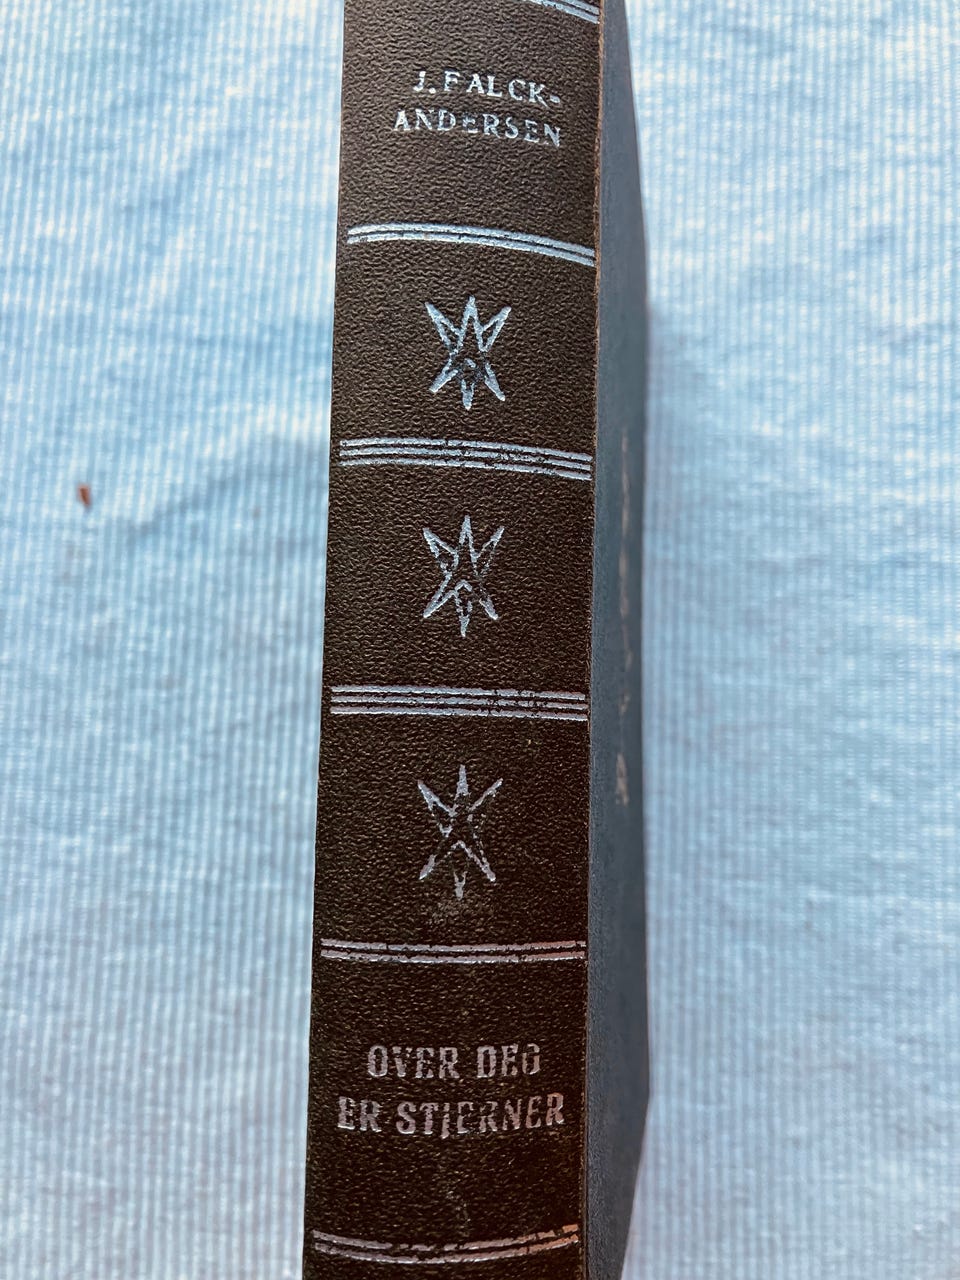 J. FALCK-
ANDERSEN
OVER DEG
ER STJERNER